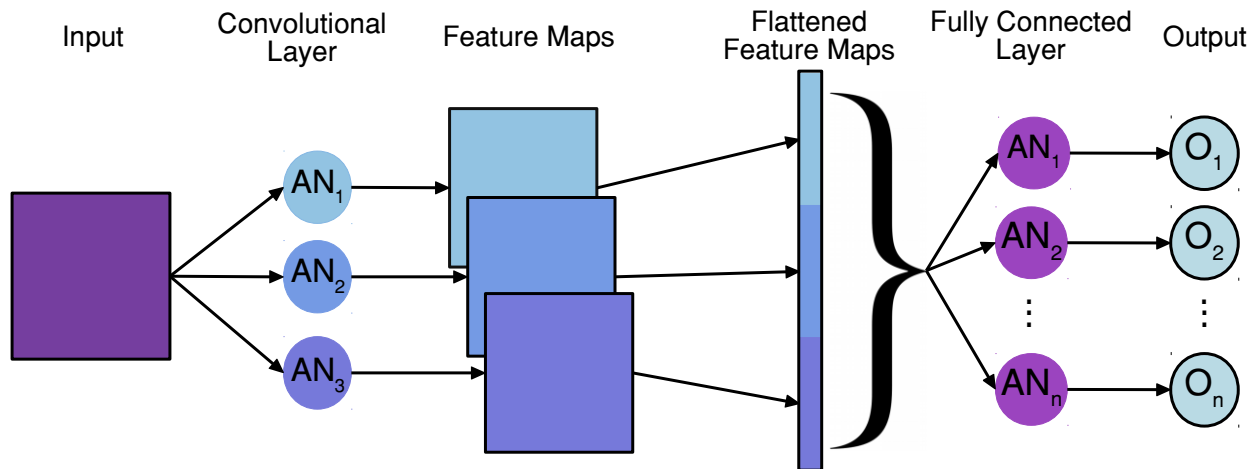 Input
Convolutional
Layer
Feature Maps
Flattened
Feature Maps
Fully Connected
Layer
Output
AN₁
AN₂
AN₃
AN₁
AN₂
⋮
ANₙ
O₁
O₂
⋮
Oₙ